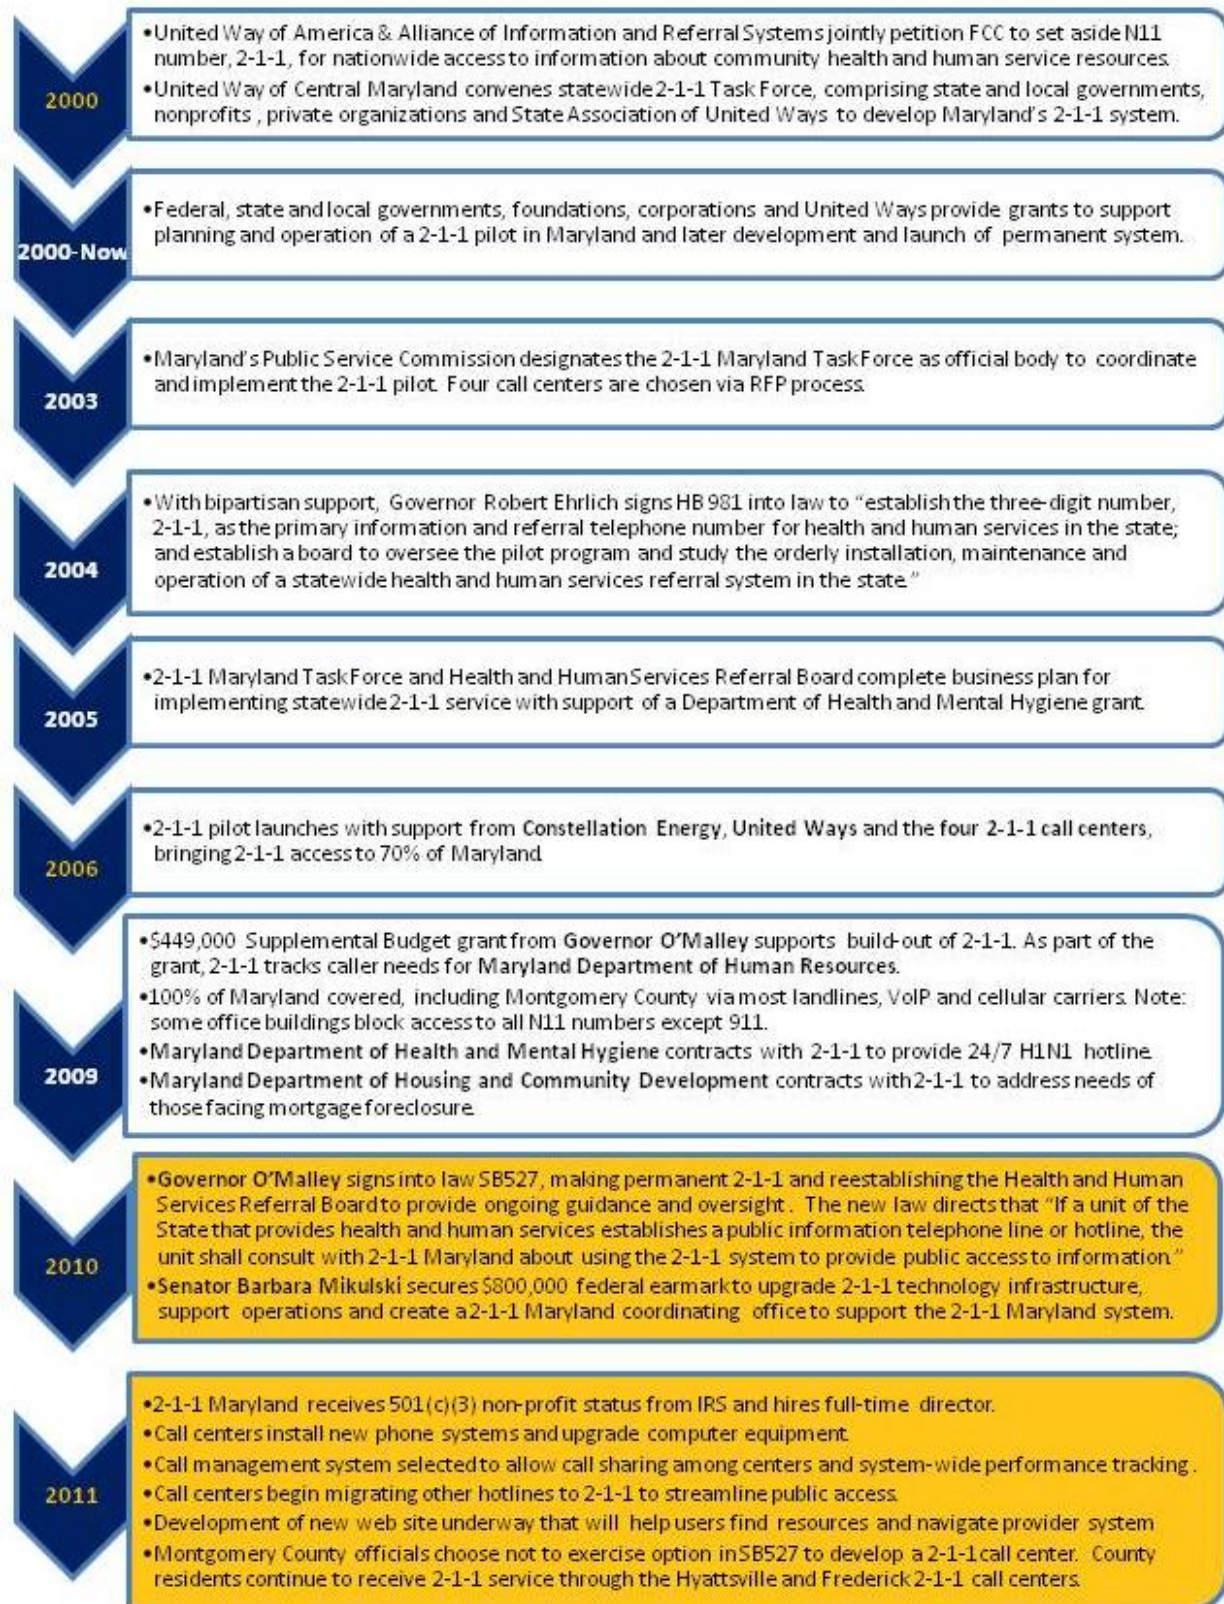 2000
•United Way of America & Alliance of Information and Referral Systems jointly petition FCC to set aside N11
number, 2-1-1, for nationwide access to information about community health and human service resources.
•United Way of Central Maryland convenes statewide 2-1-1 Task Force, comprising state and local governments,
nonprofits , private organizations and State Association of United Ways to develop Maryland's 2-1-1 system.
2000-Now
•Federal, state and local governments, foundations, corporations and United Ways provide grants to support
planning and operation of a 2-1-1 pilot in Maryland and later development and launch of permanent system.
2003
•Maryland's Public Service Commission designates the 2-1-1 Maryland Task Force as official body to coordinate
and implement the 2-1-1 pilot. Four call centers are chosen via RFP process.
2004
•With bipartisan support, Governor Robert Ehrlich signs HB 981 into law to "establish the three-digit number,
2-1-1, as the primary information and referral telephone number for health and human services in the state;
and establish a board to oversee the pilot program and study the orderly installation, maintenance and
operation of a statewide health and human services referral system in the state."
2005
•2-1-1 Maryland Task Force and Health and Human Services Referral Board complete business plan for
implementing statewide 2-1-1 service with support of a Department of Health and Mental Hygiene grant.
2006
•2-1-1 pilot launches with support from Constellation Energy, United Ways and the four 2-1-1 call centers,
bringing 2-1-1 access to 70% of Maryland.
2009
•$449,000 Supplemental Budget grant from Governor O'Malley supports build-out of 2-1-1. As part of the
grant, 2-1-1 tracks caller needs for Maryland Department of Human Resources.
•100% of Maryland covered, including Montgomery County via most landlines, VoIP and cellular carriers. Note:
some office buildings block access to all N11 numbers except 911.
•Maryland Department of Health and Mental Hygiene contracts with 2-1-1 to provide 24/7 H1N1 hotline.
•Maryland Department of Housing and Community Development contracts with 2-1-1 to address needs of
those facing mortgage foreclosure.
2010
•Governor O'Malley signs into law SB527, making permanent 2-1-1 and reestablishing the Health and Human
Services Referral Board to provide ongoing guidance and oversight . The new law directs that "If a unit of the
State that provides health and human services establishes a public information telephone line or hotline, the
unit shall consult with 2-1-1 Maryland about using the 2-1-1 system to provide public access to information."
•Senator Barbara Mikulski secures $800,000 federal earmark to upgrade 2-1-1 technology infrastructure,
support operations and create a 2-1-1 Maryland coordinating office to support the 2-1-1 Maryland system.
2011
•2-1-1 Maryland receives 501(c)(3) non-profit status from IRS and hires full-time director.
•Call centers install new phone systems and upgrade computer equipment.
•Call management system selected to allow call sharing among centers and system-wide performance tracking .
•Call centers begin migrating other hotlines to 2-1-1 to streamline public access.
•Development of new web site underway that will help users find resources and navigate provider system
•Montgomery County officials choose not to exercise option in SB527 to develop a 2-1-1 call center. County
residents continue to receive 2-1-1 service through the Hyattsville and Frederick 2-1-1 call centers.